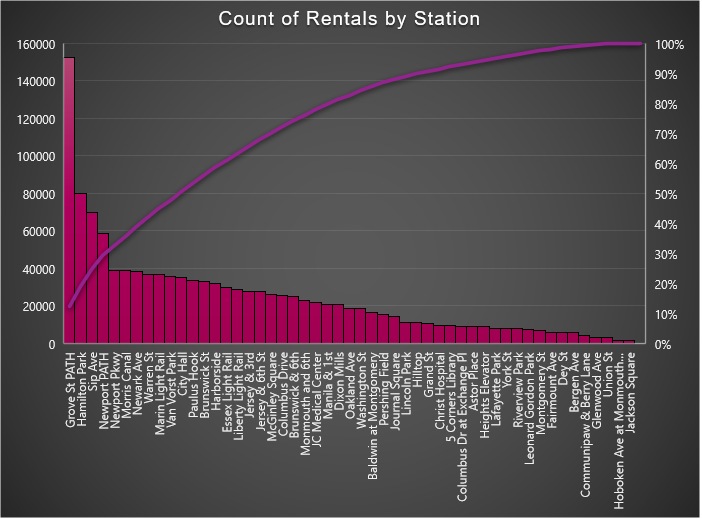 Count of Rentals by Station
160000
140000
120000
100000
80000
60000
40000
20000
0
100%
90%
80%
70%
60%
50%
40%
30%
20%
10%
0%
Grove St PATH
Hamilton Park
Sip Ave
Newport PATH
Newport Pkwy
Morris Canal
Newark Ave
Warren St
Marin Light Rail
Van Vorst Park
City Hall
Paulus Hook
Brunswick St
Harborside
Essex Light Rail
Liberty Light Rail
Jersey & 3rd
Jersey & 6th St
McGinley Square
Columbus Drive
Brunswick & 6th
Monmouth and 6th
JC Medical Center
Manila & 1st
Dixon Mills
Oakland Ave
Washington St
Baldwin at Montgomery
Pershing Field
Journal Square
Lincoln Park
Hilltop
Grand St
Christ Hospital
5 Corners Library
Columbus Dr at Exchange Pl
Astor Place
Heights Elevator
Lafayette Park
York St
Riverview Park
Leonard Gordon Park
Montgomery St
Fairmount Ave
Dey St
Bergen Ave
Communipaw & Berry Lane
Glenwood Ave
Union St
Hoboken Ave at Monmouth...
Jackson Square